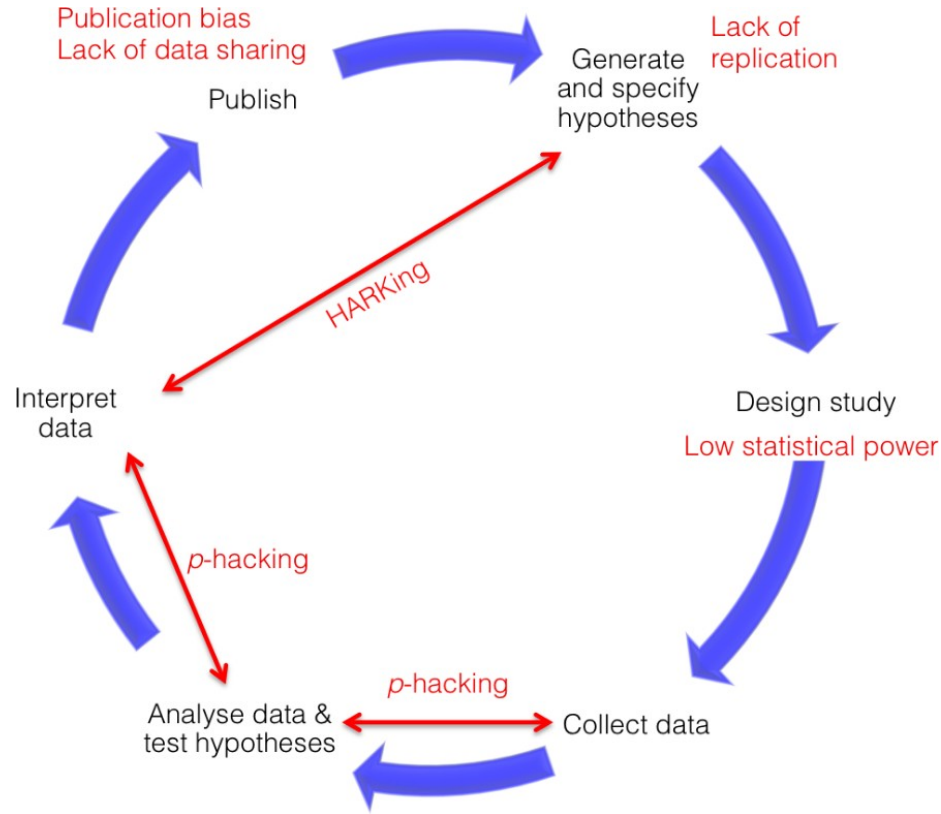 Publication bias
Lack of data sharing
Publish
Generate
and specify
hypotheses
Lack of
replication
HARKing
Interpret
data
Design study
Low statistical power
p-hacking
p-hacking
Analyse data &
test hypotheses
Collect data